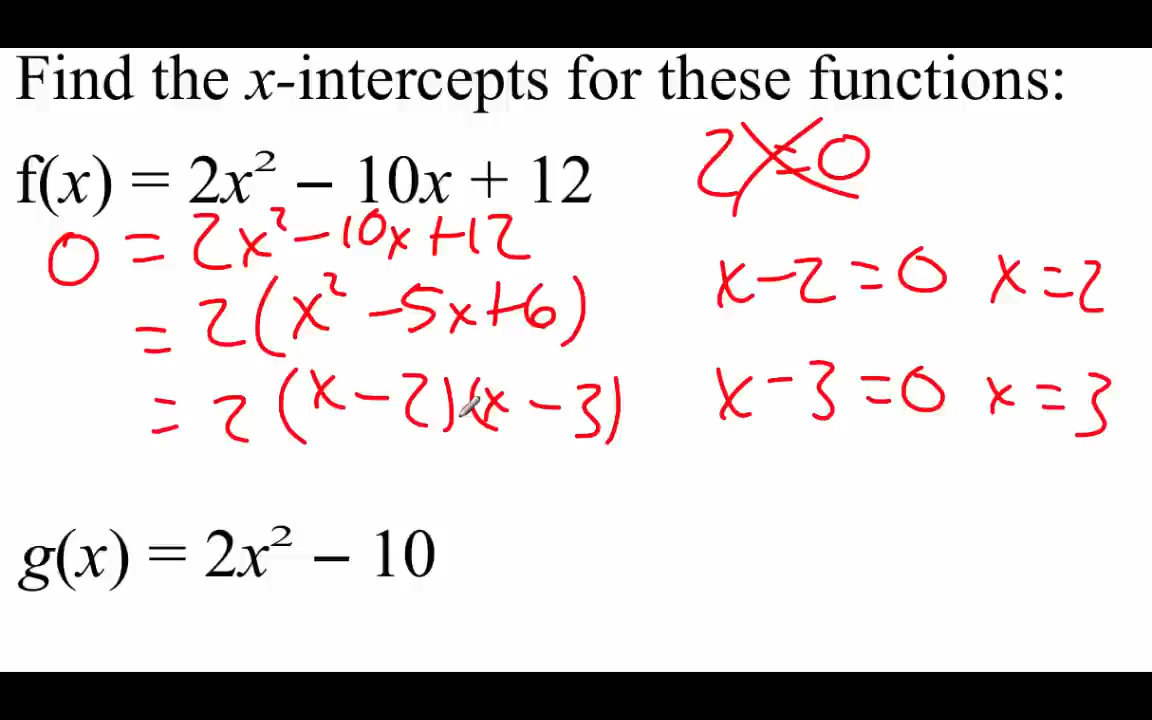 Find the x-intercepts for these functions:
f(x) = 2x² – 10x + 12
2=0
0 = 2x² - 10x + 12
x - 2 = 0 x = 2
= 2(x² - 5x + 6)
x - 3 = 0 x = 3
= 2(x - 2)(x - 3)
g(x) = 2x² – 10